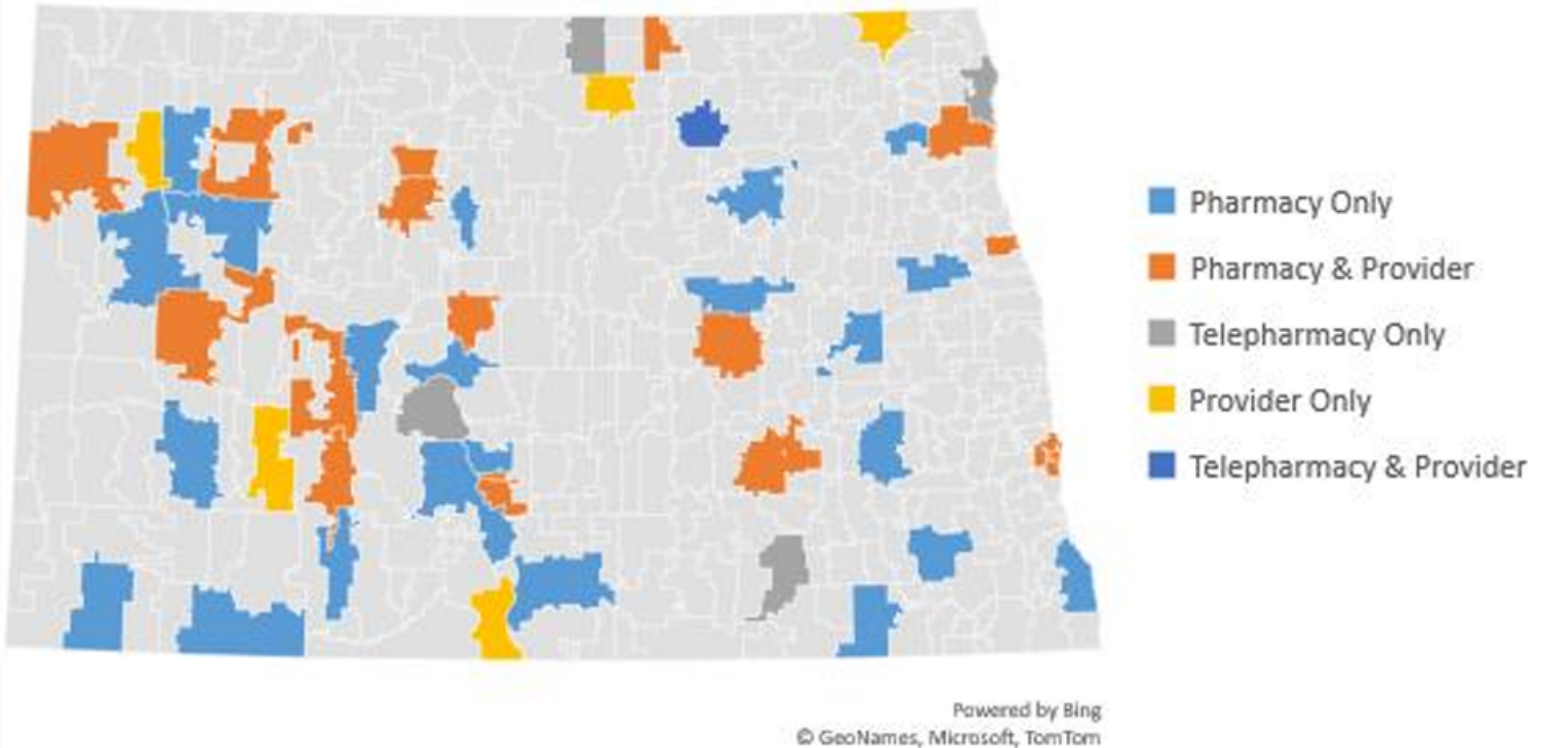 Pharmacy Only
Pharmacy & Provider
Telepharmacy Only
Provider Only
Telepharmacy & Provider
Powered by Bing
© GeoNames, Microsoft, TomTom